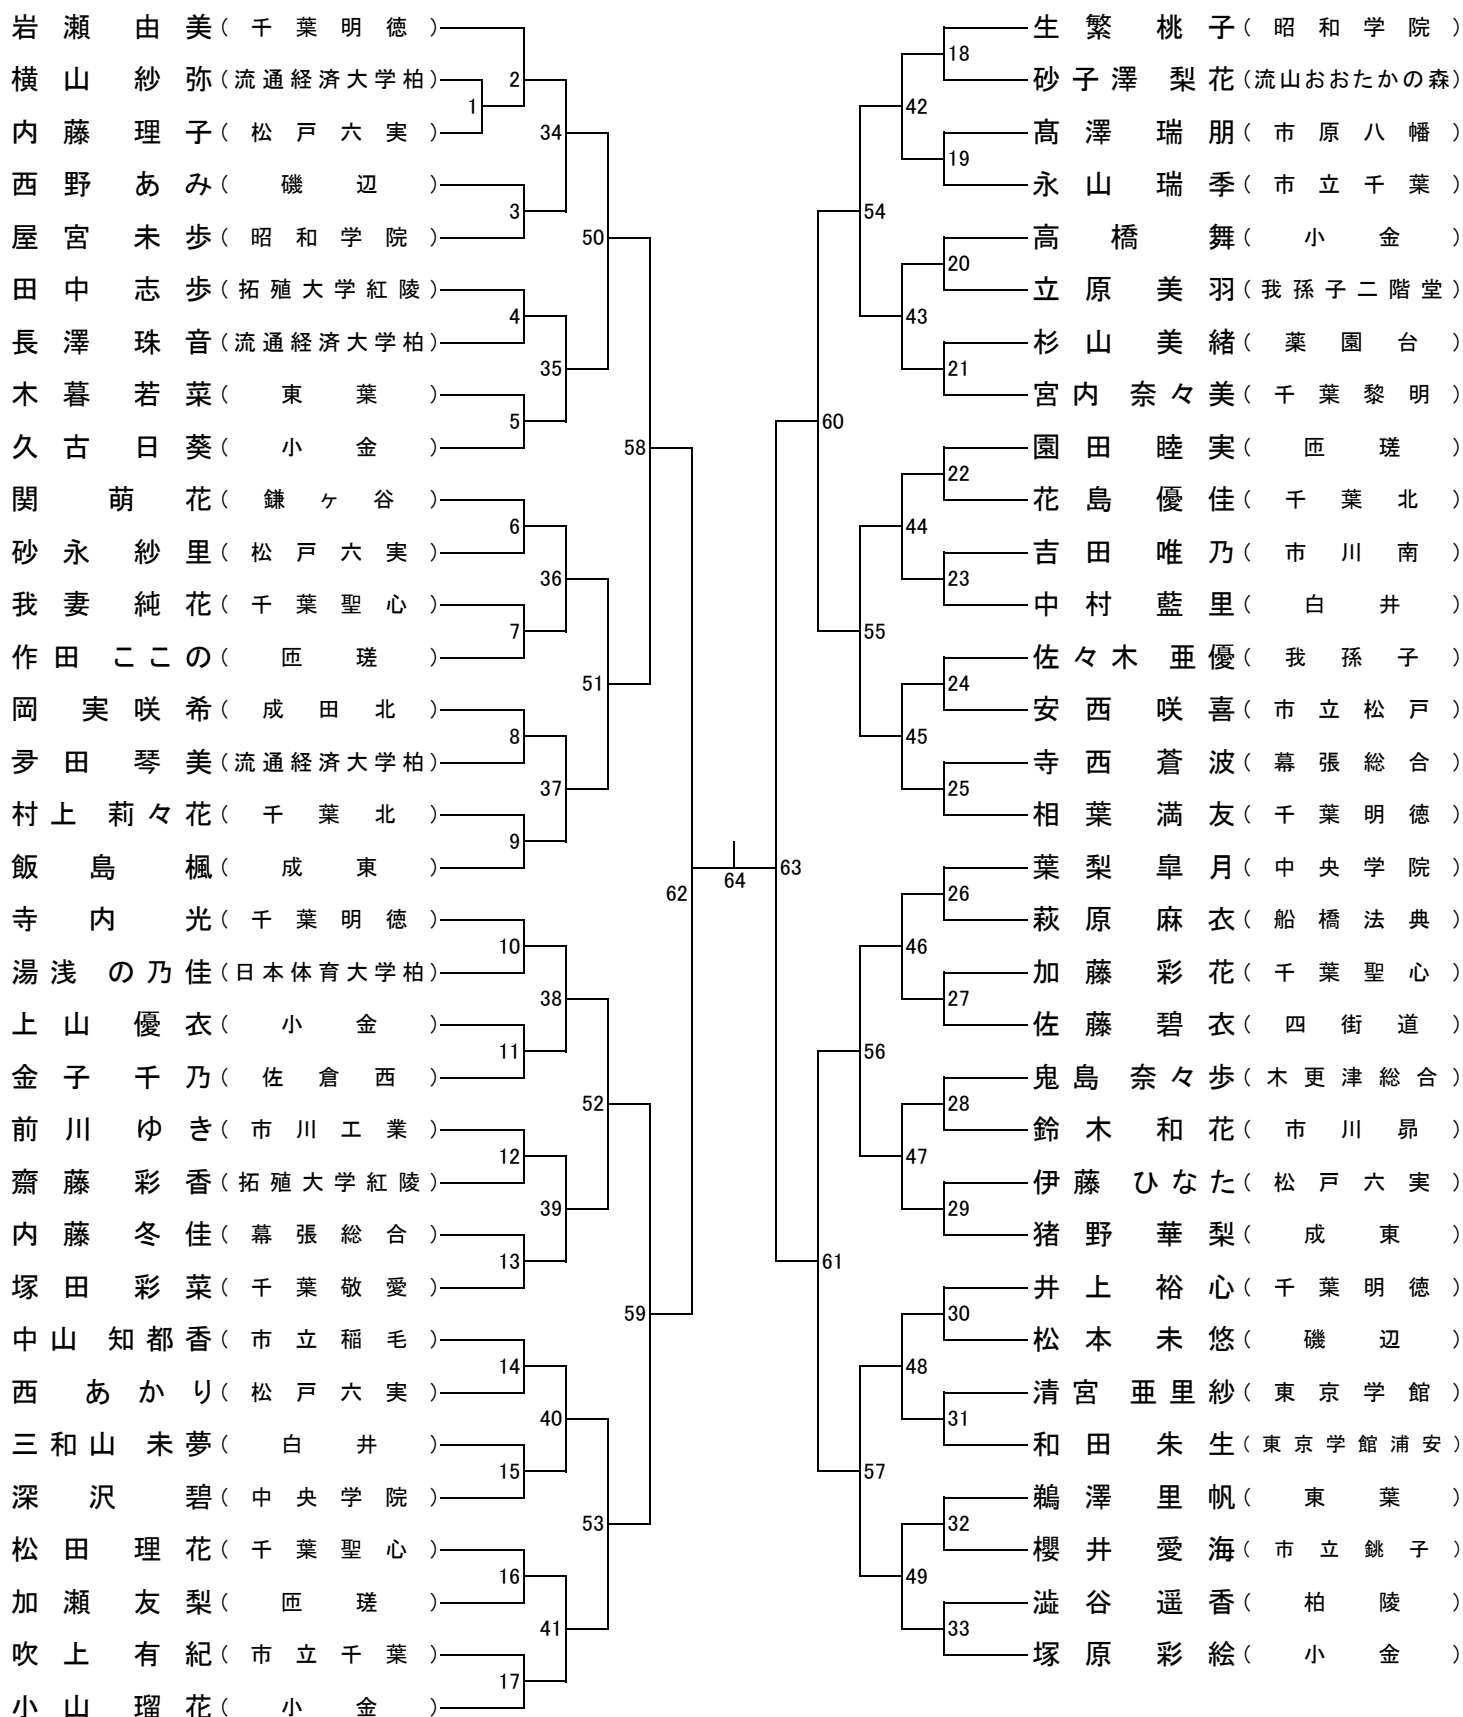 岩瀬 由美(千葉明徳)
横山 紗弥(流通経済大学柏)
内藤 理子(松戸六実)
西野 あみ(磯辺)
屋宮 未歩(昭和学院)
田中 志歩(拓殖大学紅陵)
長澤 珠音(流通経済大学柏)
木暮 若菜(東葉)
久古 日葵(小金)
関 萌花(鎌ヶ谷)
砂永 紗里(松戸六実)
我妻 純花(千葉聖心)
作田 ここの(匝瑳)
岡 実咲希(成田北)
夛田 琴美(流通経済大学柏)
村上 莉々花(千葉北)
飯島 楓(成東)
寺内 光(千葉明徳)
湯浅 の乃佳(日本体育大学柏)
上山 優衣(小金)
金子 千乃(佐倉西)
前川 ゆき(市川工業)
齋藤 彩香(拓殖大学紅陵)
内藤 冬佳(幕張総合)
塚田 彩菜(千葉敬愛)
中山 知都香(市立稲毛)
西 あかり(松戸六実)
三和山 未夢(白井)
深沢 碧(中央学院)
松田 理花(千葉聖心)
加瀬 友梨(匝瑳)
吹上 有紀(市立千葉)
小山 瑠花(小金)
1
2
3
4
5
6
7
8
9
10
11
12
13
14
15
16
17
34
35
36
37
38
39
40
41
50
51
52
53
58
59
62
64
63
60
61
54
55
56
57
42
43
44
45
46
47
48
49
18
19
20
21
22
23
24
25
26
27
28
29
30
31
32
33
生繁 桃子(昭和学院)
砂子澤 梨花(流山おおたかの森)
髙澤 瑞朋(市原八幡)
永山 瑞季(市立千葉)
高橋 舞(小金)
立原 美羽(我孫子二階堂)
杉山 美緒(薬園台)
宮内 奈々美(千葉黎明)
園田 睦実(匝瑳)
花島 優佳(千葉北)
吉田 唯乃(市川南)
中村 藍里(白井)
佐々木 亜優(我孫子)
安西 咲喜(市立松戸)
寺西 蒼波(幕張総合)
相葉 満友(千葉明徳)
葉梨 皐月(中央学院)
萩原 麻衣(船橋法典)
加藤 彩花(千葉聖心)
佐藤 碧衣(四街道)
鬼島 奈々歩(木更津総合)
鈴木 和花(市川昴)
伊藤 ひなた(松戸六実)
猪野 華梨(成東)
井上 裕心(千葉明徳)
松本 未悠(磯辺)
清宮 亜里紗(東京学館)
和田 朱生(東京学館浦安)
鵜澤 里帆(東葉)
櫻井 愛海(市立銚子)
澁谷 遥香(柏陵)
塚原 彩絵(小金)